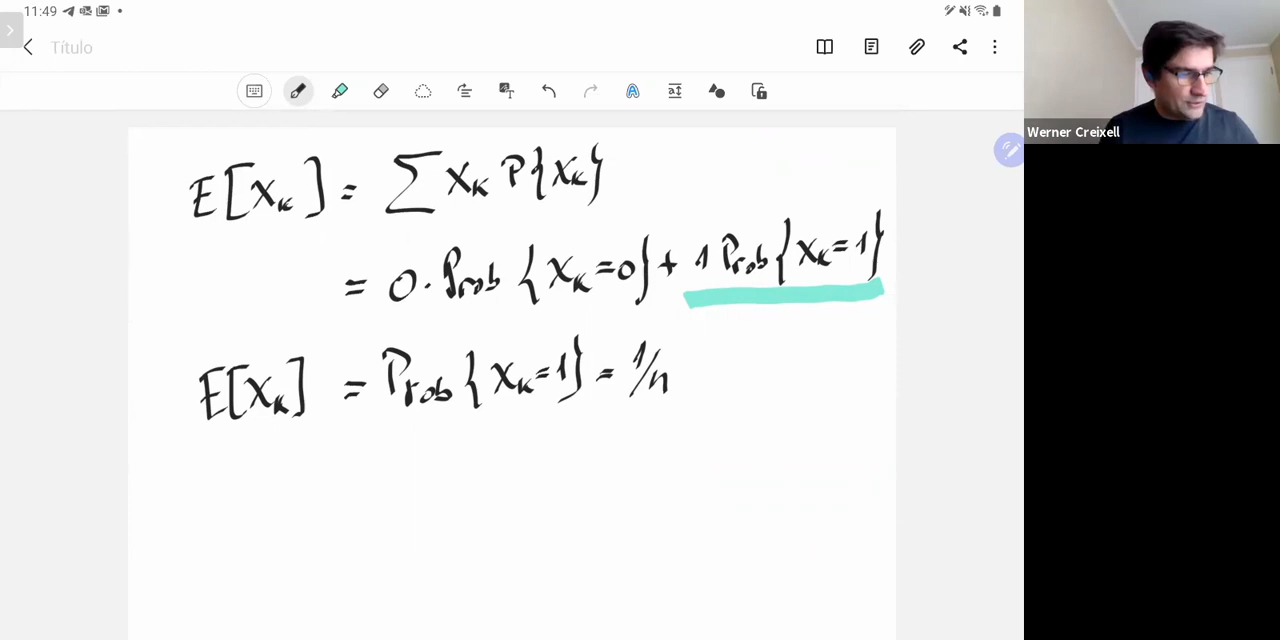 11:49
Título
Werner Creixell
E[X_K] = ∑ X_K P{X_K}
= 0 · Prob {X_K = 0} + 1 Prob{X_K = 1}
E[X_K] = Prob {X_K = 1} = 1/n